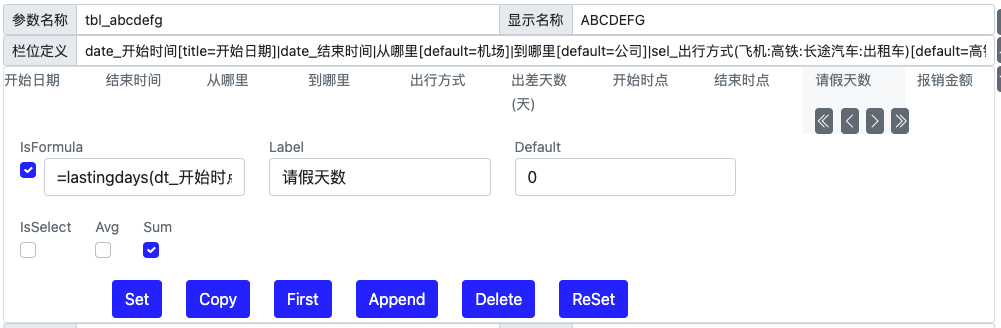 参数名称 tbl_abcdefg 显示名称 ABCDEFG
栏位定义 date_开始时间[title=开始日期]|date_结束时间|从哪里[default=机场]|到哪里[default=公司]|sel_出行方式(飞机:高铁:长途汽车:出租车)[default=高
开始日期 结束时间 从哪里 到哪里 出行方式 出差天数 开始时点 结束时点 请假天数 报销金额
(天)
IsFormula Label Default
=lastingdays(dt_开始时 请假天数 0
IsSelect Avg Sum
Set Copy First Append Delete ReSet